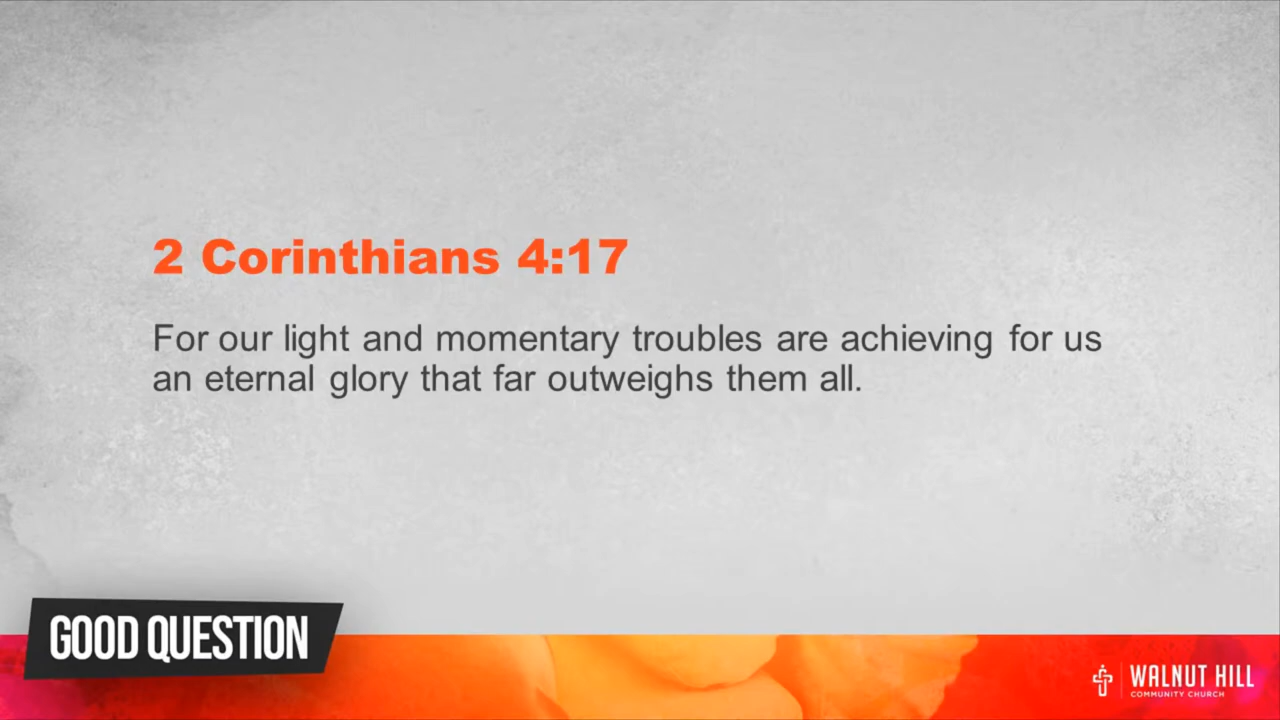 2 Corinthians 4:17
For our light and momentary troubles are achieving for us
an eternal glory that far outweighs them all.
GOOD QUESTION
WALNUT HILL
COMMUNITY CHURCH